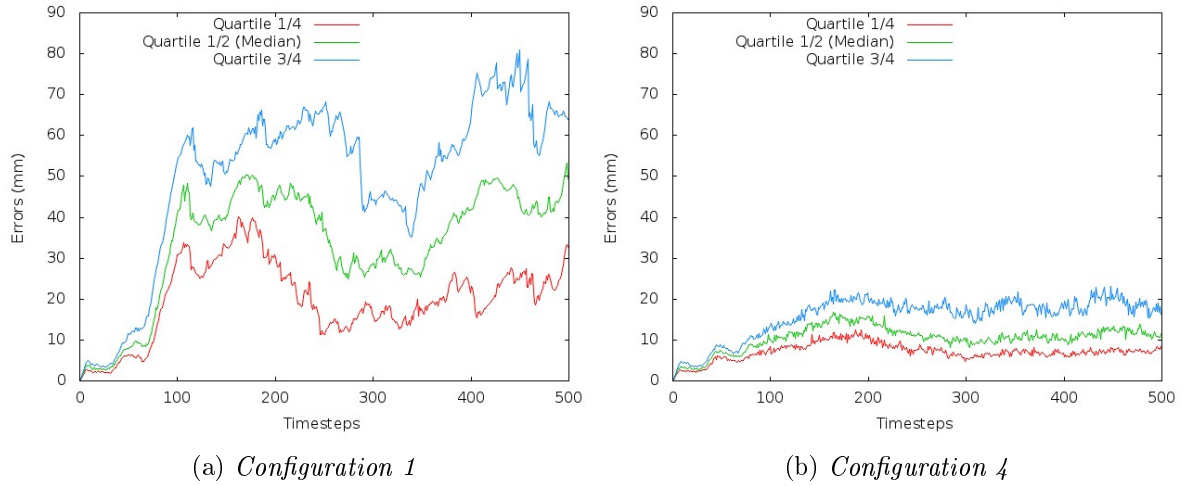 90
80
70
60
50
40
30
20
10
0
Errors (mm)
Quartile 1/4
Quartile 1/2 (Median)
Quartile 3/4
0 100 200 300 400 500
Timesteps
(a) Configuration 1
90
80
70
60
50
40
30
20
10
0
Errors (mm)
Quartile 1/4
Quartile 1/2 (Median)
Quartile 3/4
0 100 200 300 400 500
Timesteps
(b) Configuration 4